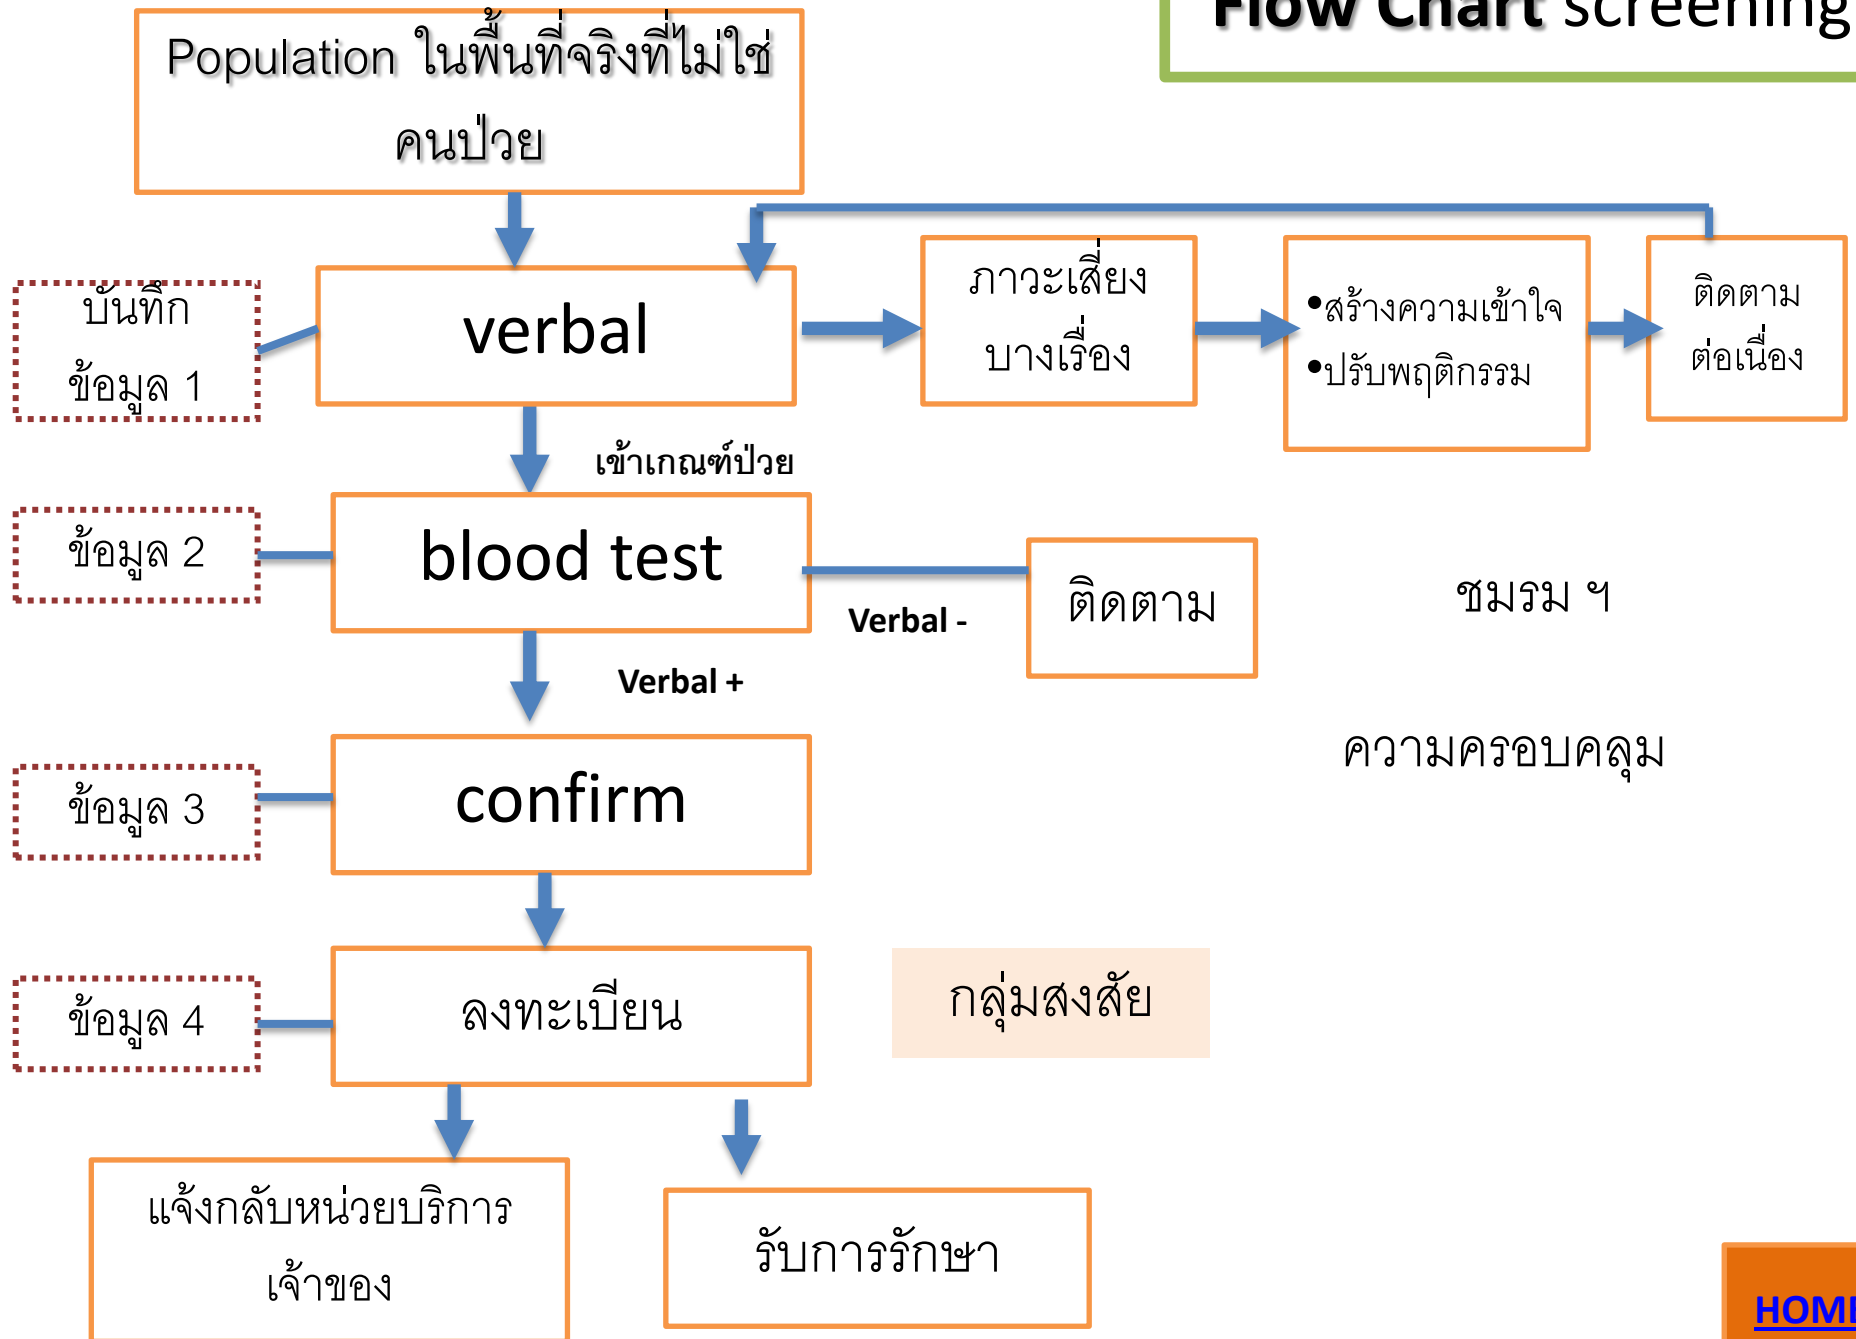 Flow Chart screening
Population ในพื้นที่จริงที่ไม่ใช่
คนป่วย
บันทึก
ข้อมูล 1
verbal
ภาวะเสี่ยง
บางเรื่อง
•สร้างความเข้าใจ
•ปรับพฤติกรรม
ติดตาม
ต่อเนื่อง
เข้าเกณฑ์ป่วย
ข้อมูล 2
blood test
Verbal -
ติดตาม
ชมรม ฯ
Verbal +
ความครอบคลุม
ข้อมูล 3
confirm
ข้อมูล 4
ลงทะเบียน
กลุ่มสงสัย
แจ้งกลับหน่วยบริการ
เจ้าของ
รับการรักษา
HOME